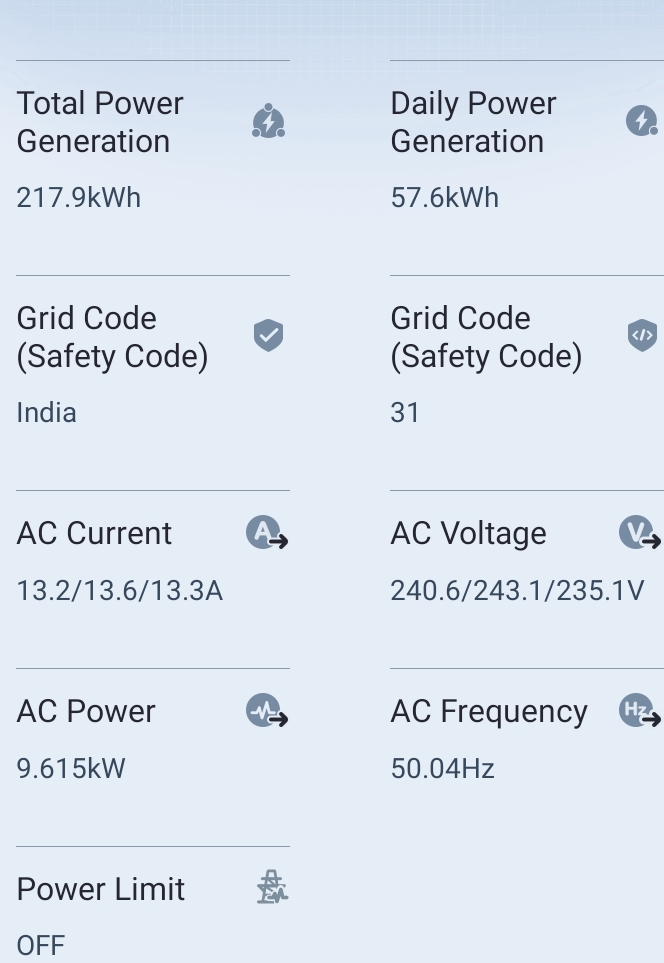 Total Power
Generation
217.9kWh
Daily Power
Generation
57.6kWh
Grid Code
(Safety Code)
India
Grid Code
(Safety Code)
31
A
AC Current
13.2/13.6/13.3A
V
AC Voltage
240.6/243.1/235.1V
AC Power
9.615kW
Hz
AC Frequency
50.04Hz
Power Limit
OFF